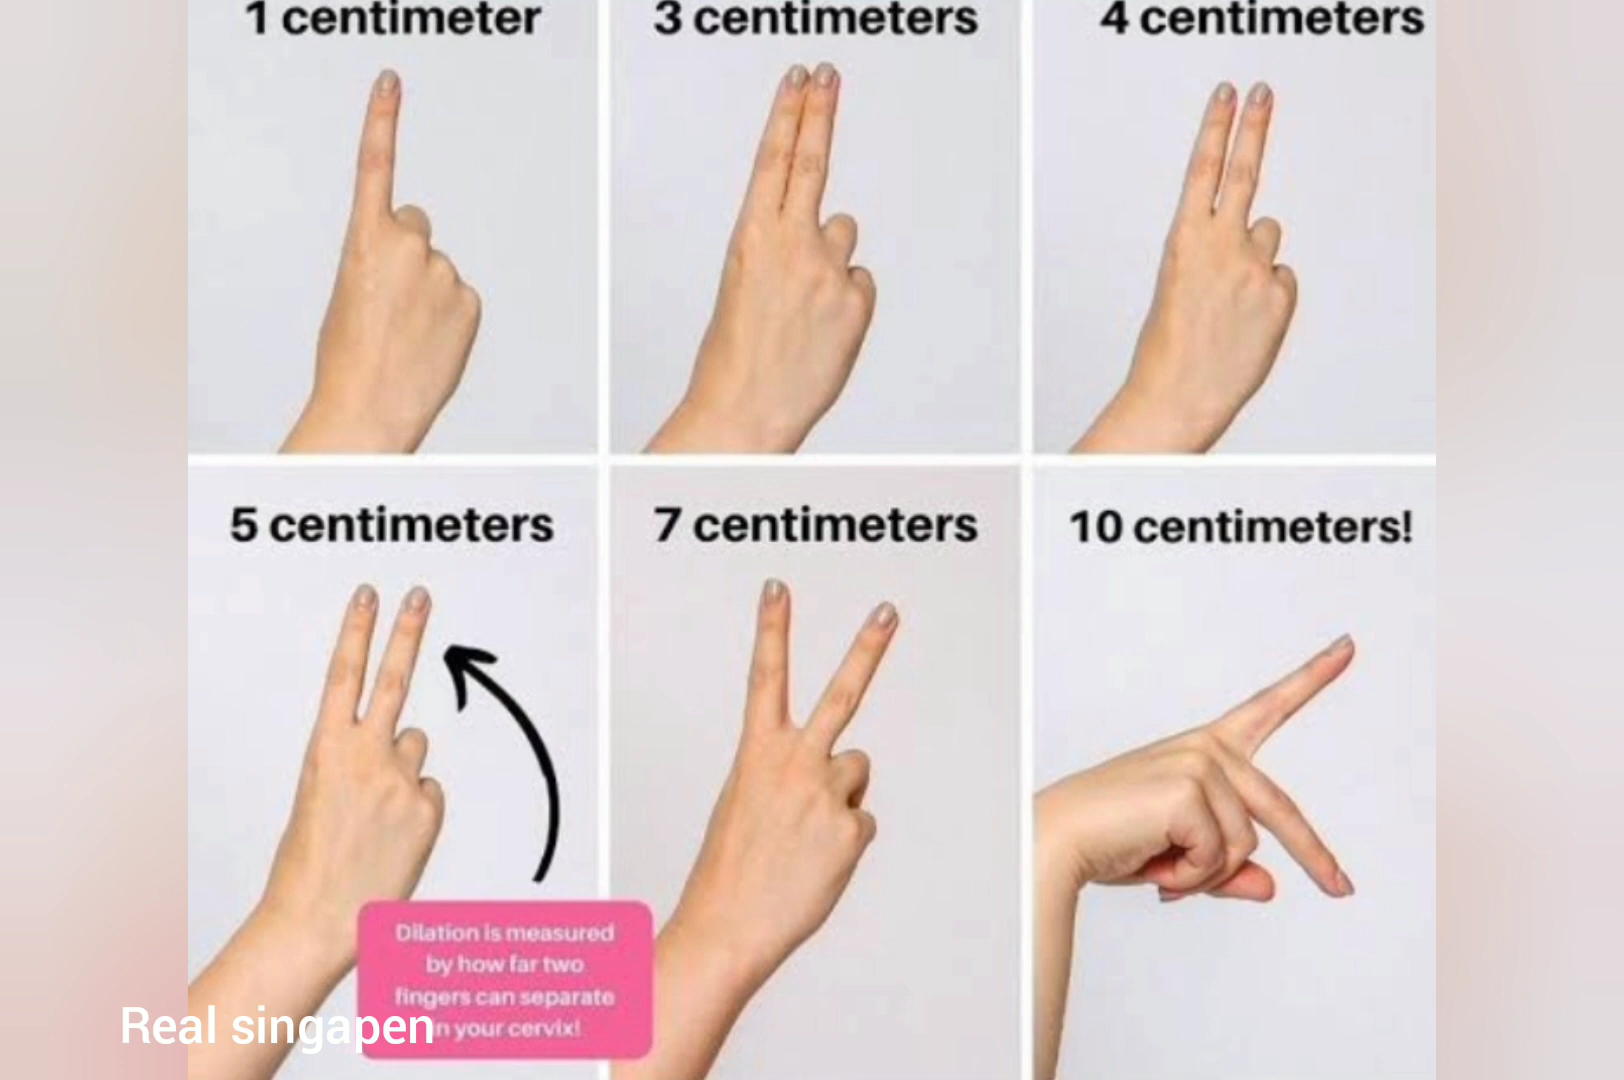 1 centimeter
3 centimeters
4 centimeters
5 centimeters
7 centimeters
10 centimeters!
Dilation is measured
by how far two
fingers can separate
in your cervix!
Real singapen